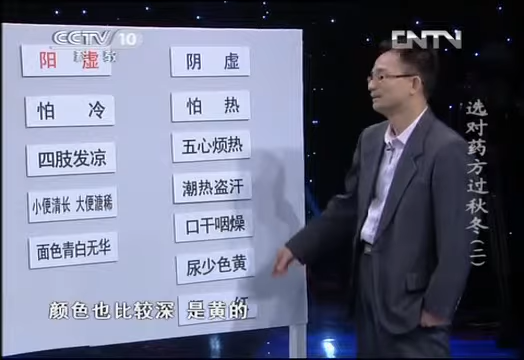 CCTV 10
科教
CNTV
阳 虚
怕 冷
四肢发凉
小便清长 大便溏稀
面色青白无华
阴 虚
怕 热
五心烦热
潮热盗汗
口干咽燥
尿少色黄
红
选对药方过秋冬(二)
颜色也比较深 是黄的